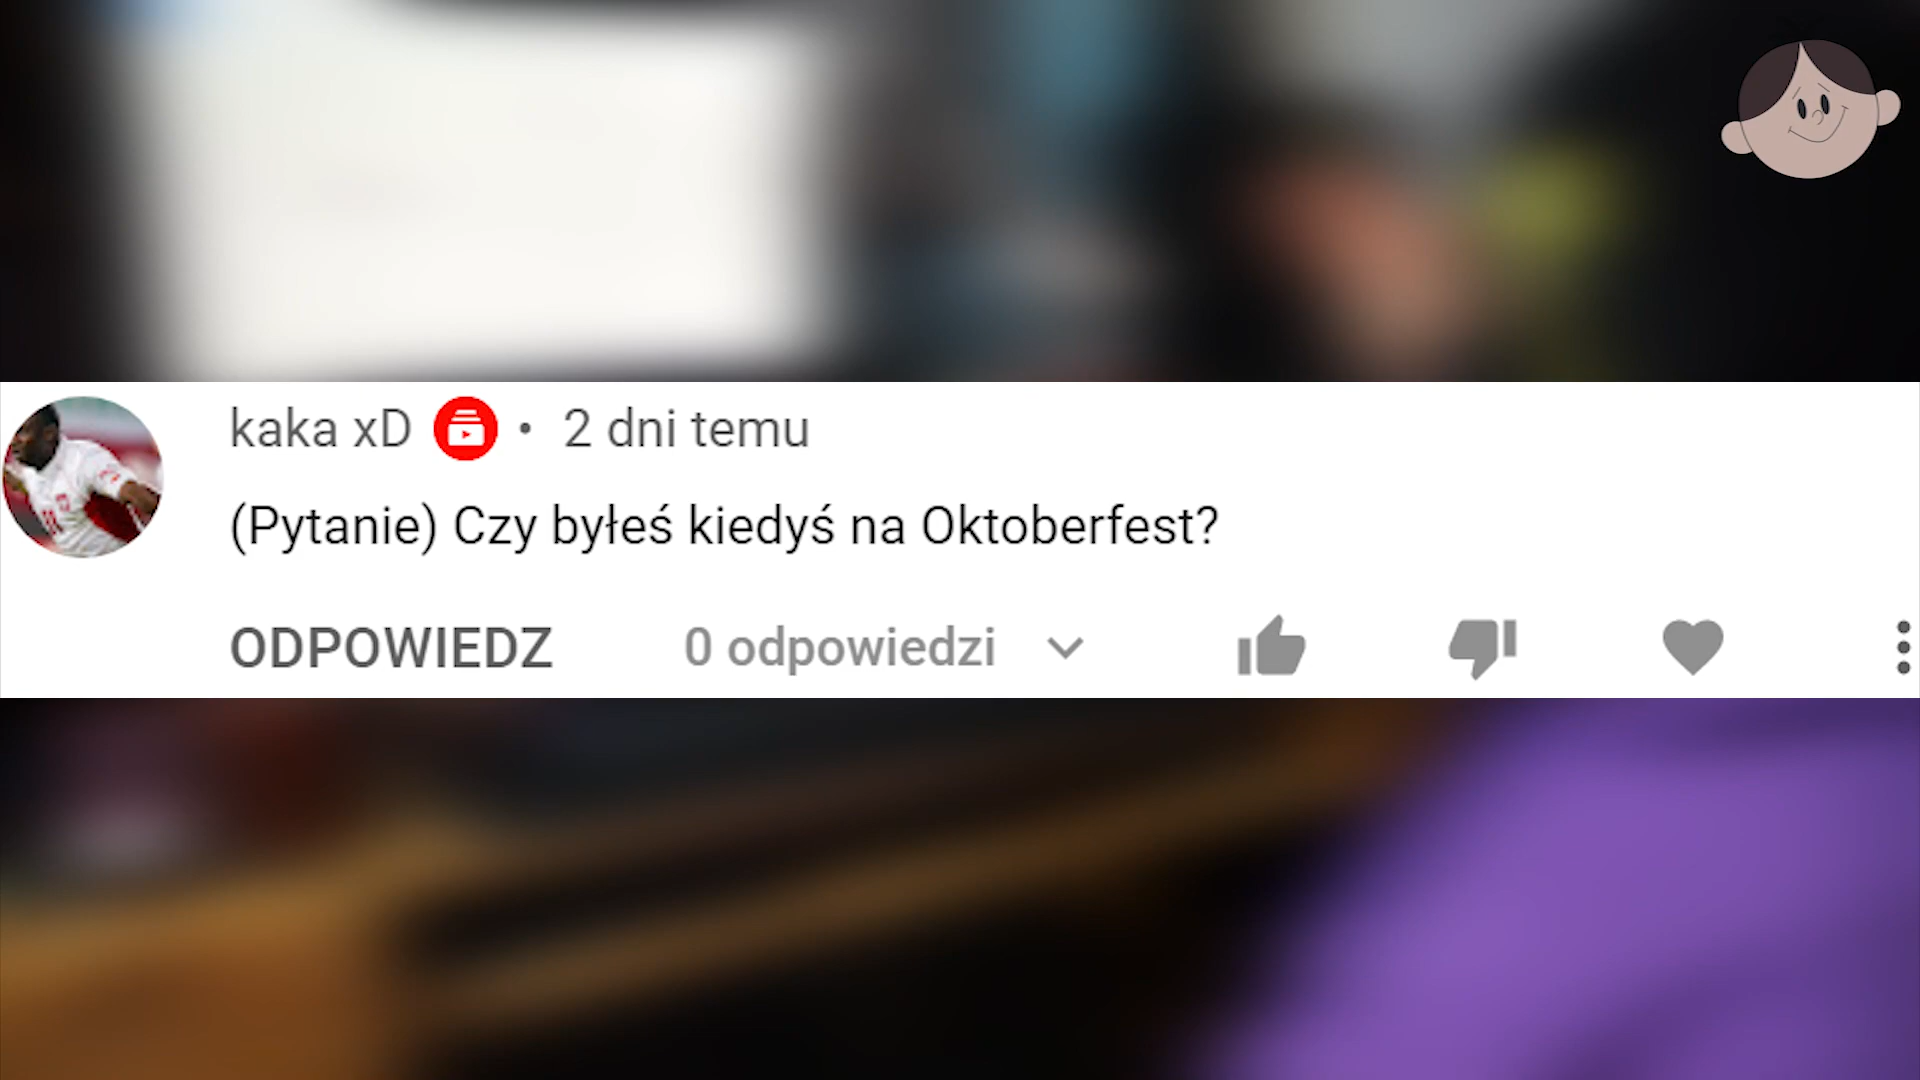 kaka xD • 2 dni temu
(Pytanie) Czy byłeś kiedyś na Oktoberfest?
ODPOWIEDZ 0 odpowiedzi